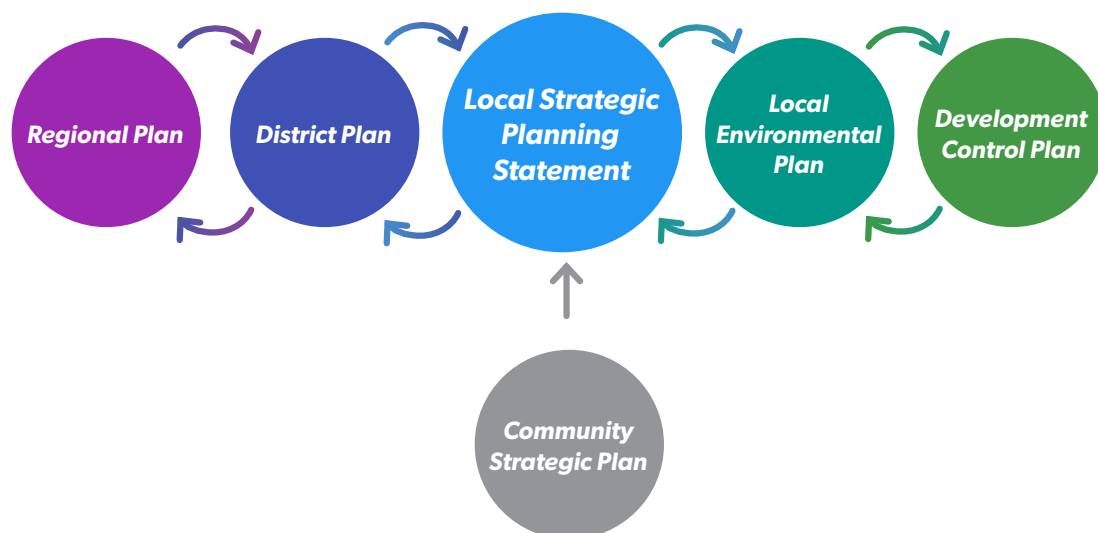 Regional Plan
District Plan
Local Strategic
Planning
Statement
Local
Environmental
Plan
Development
Control Plan
Community
Strategic Plan